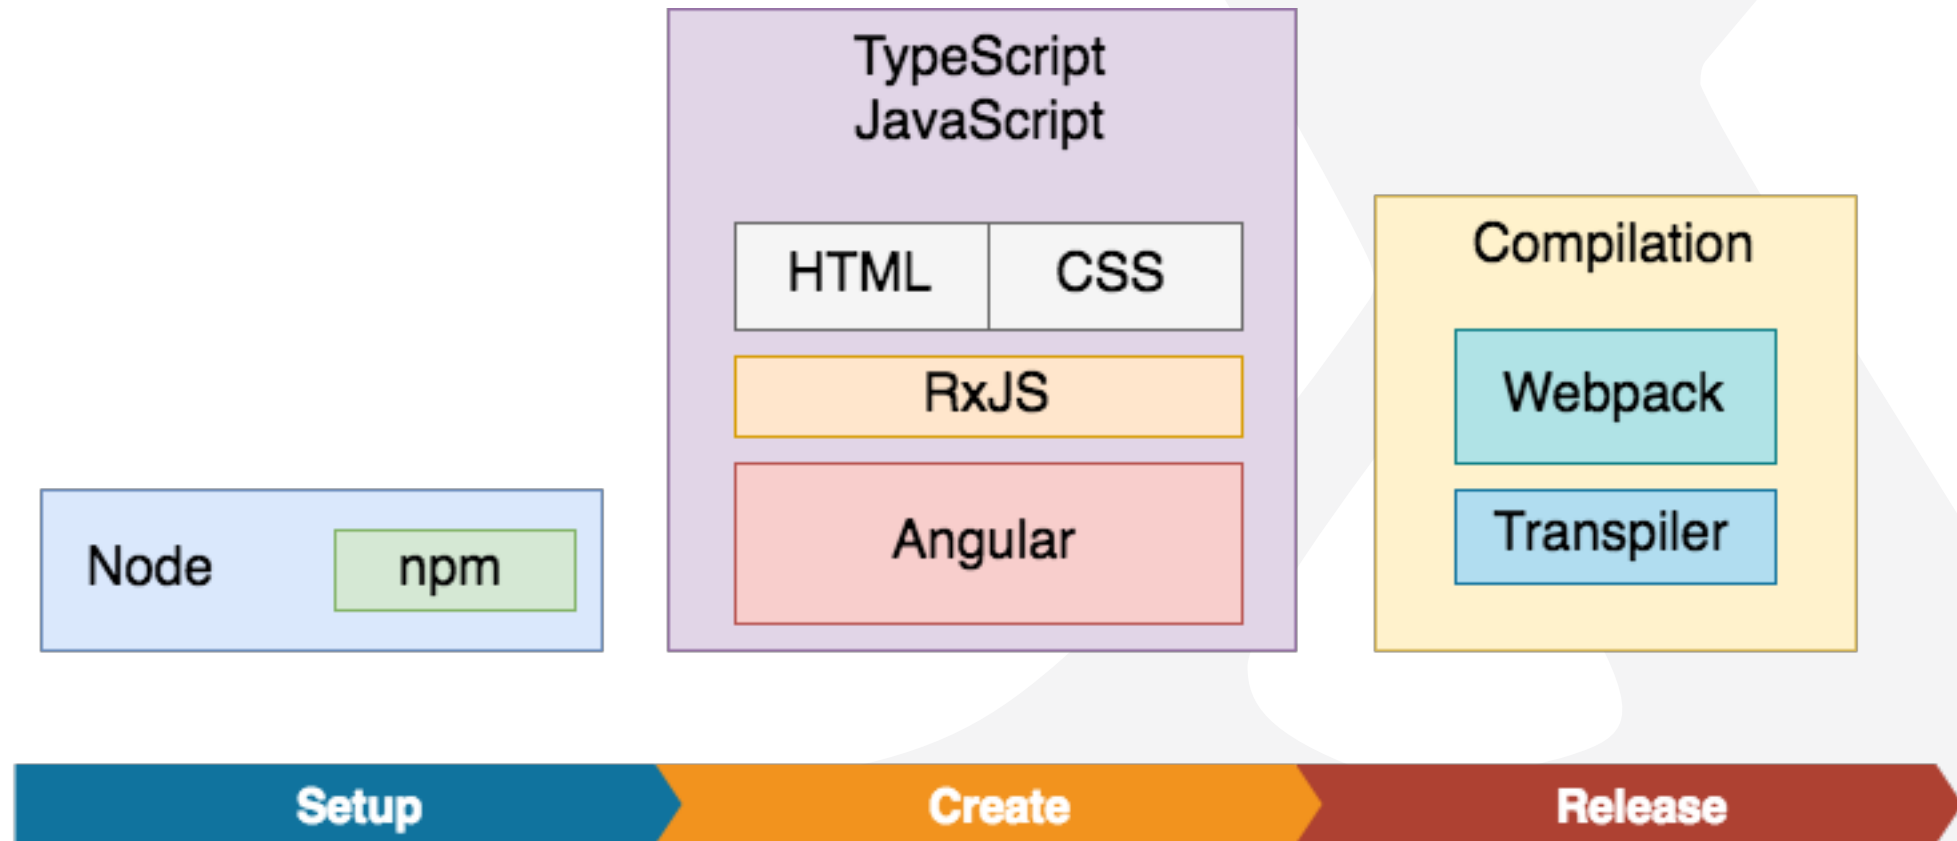 TypeScript
JavaScript
HTML CSS
RxJS
Angular
Node npm
Compilation
Webpack
Transpiler
Setup Create Release